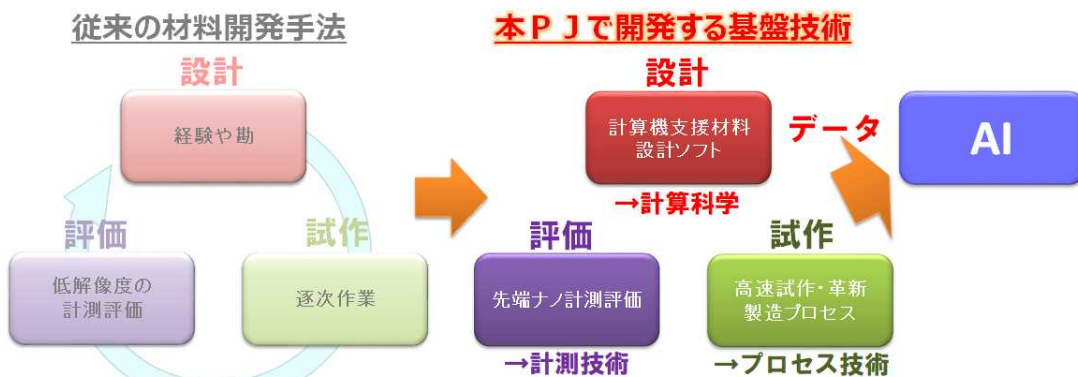 従来の材料開発手法
設計
経験や勘
評価
低解像度の
計測評価
試作
逐次作業
本ＰＪで開発する基盤技術
設計
計算機支援材料
設計ソフト
→計算科学
データ
AI
評価
先端ナノ計測評価
→計測技術
試作
高速試作・革新
製造プロセス
→プロセス技術